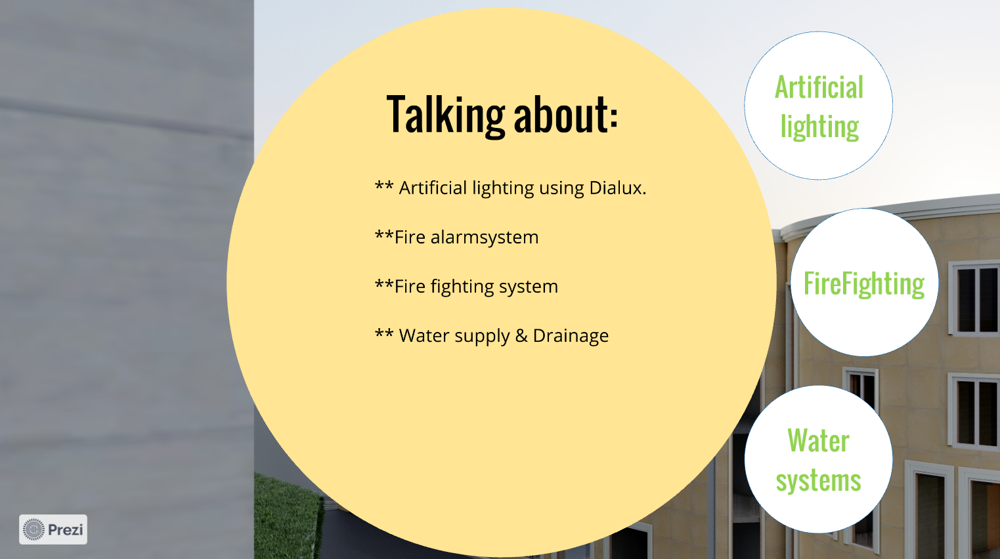 Talking about:
** Artificial lighting using Dialux.
**Fire alarmsystem
**Fire fighting system
** Water supply & Drainage
Artificial
lighting
FireFighting
Water
systems
Prezi